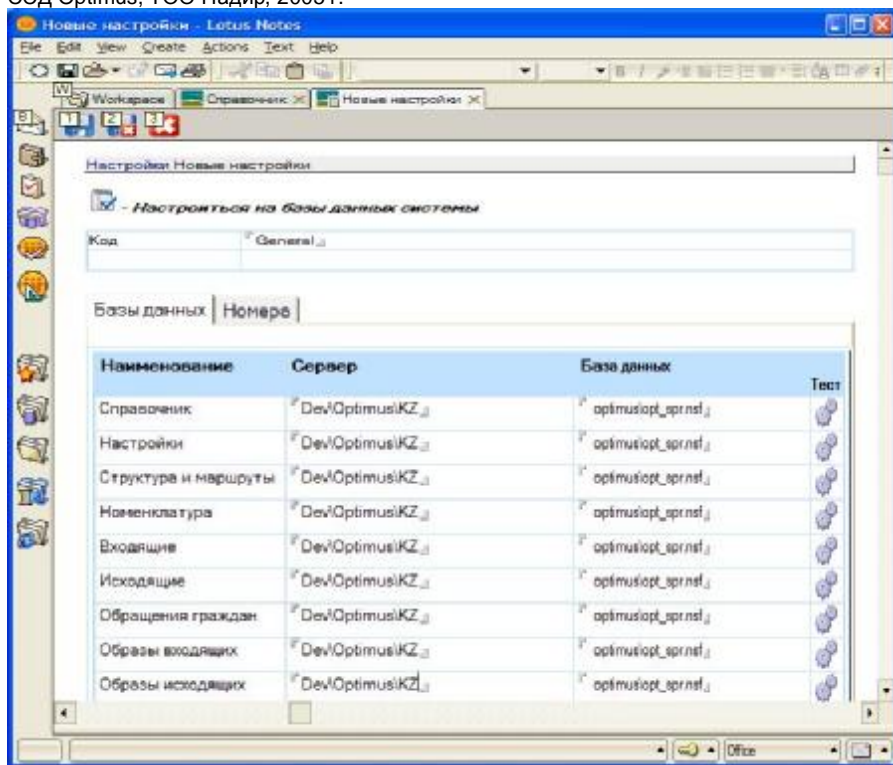 Новые настройки - Lotus Notes
File Edit View Create Actions Text Help
Workspace Справочник Новые настройки
Настройки Новые настройки
- Настроиться на базы данных системы
Код General
Базы данных Номера
Наименование Сервер База данных Тест
Справочник Dev\Optimus\KZ optimus\opt_spr.nsf
Настройки Dev\Optimus\KZ optimus\opt_spr.nsf
Структура и маршруты Dev\Optimus\KZ optimus\opt_spr.nsf
Номенклатура Dev\Optimus\KZ optimus\opt_spr.nsf
Входящие Dev\Optimus\KZ optimus\opt_spr.nsf
Исходящие Dev\Optimus\KZ optimus\opt_spr.nsf
Обращения граждан Dev\Optimus\KZ optimus\opt_spr.nsf
Образы входящих Dev\Optimus\KZ optimus\opt_spr.nsf
Образы исходящих Dev\Optimus\KZ optimus\opt_spr.nsf
Office